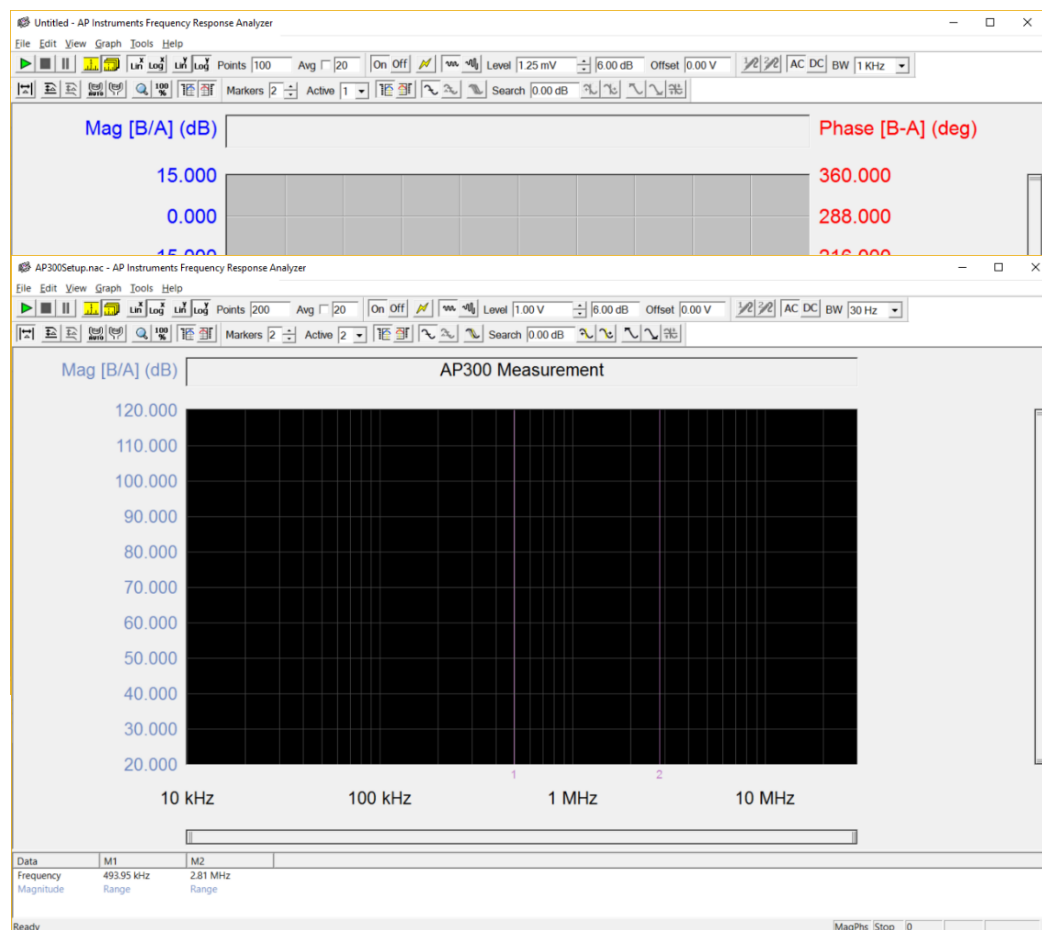 Untitled - AP Instruments Frequency Response Analyzer
File Edit View Graph Tools Help
Lin X Log X Lin Y Log Y Points 100 Avg 20 On Off Level 1.25 mV 6.00 dB Offset 0.00 V AC DC BW 1 KHz
AUTO 100 % Markers 2 Active 1 Search 0.00 dB
Mag [B/A] (dB) Phase [B-A] (deg)
15.000 360.000
0.000 288.000
15.000 216.000
AP300Setup.nac - AP Instruments Frequency Response Analyzer
File Edit View Graph Tools Help
Lin X Log X Lin Y Log Y Points 200 Avg 20 On Off Level 1.00 V 6.00 dB Offset 0.00 V AC DC BW 30 Hz
AUTO 100 % Markers 2 Active 2 Search 0.00 dB
Mag [B/A] (dB) AP300 Measurement
120.000
110.000
100.000
90.000
80.000
70.000
60.000
50.000
40.000
30.000
20.000
1 2
10 kHz 100 kHz 1 MHz 10 MHz
Data M1 M2
Frequency 493.95 kHz 2.81 MHz
Magnitude Range Range
Ready MagPhs Stop 0